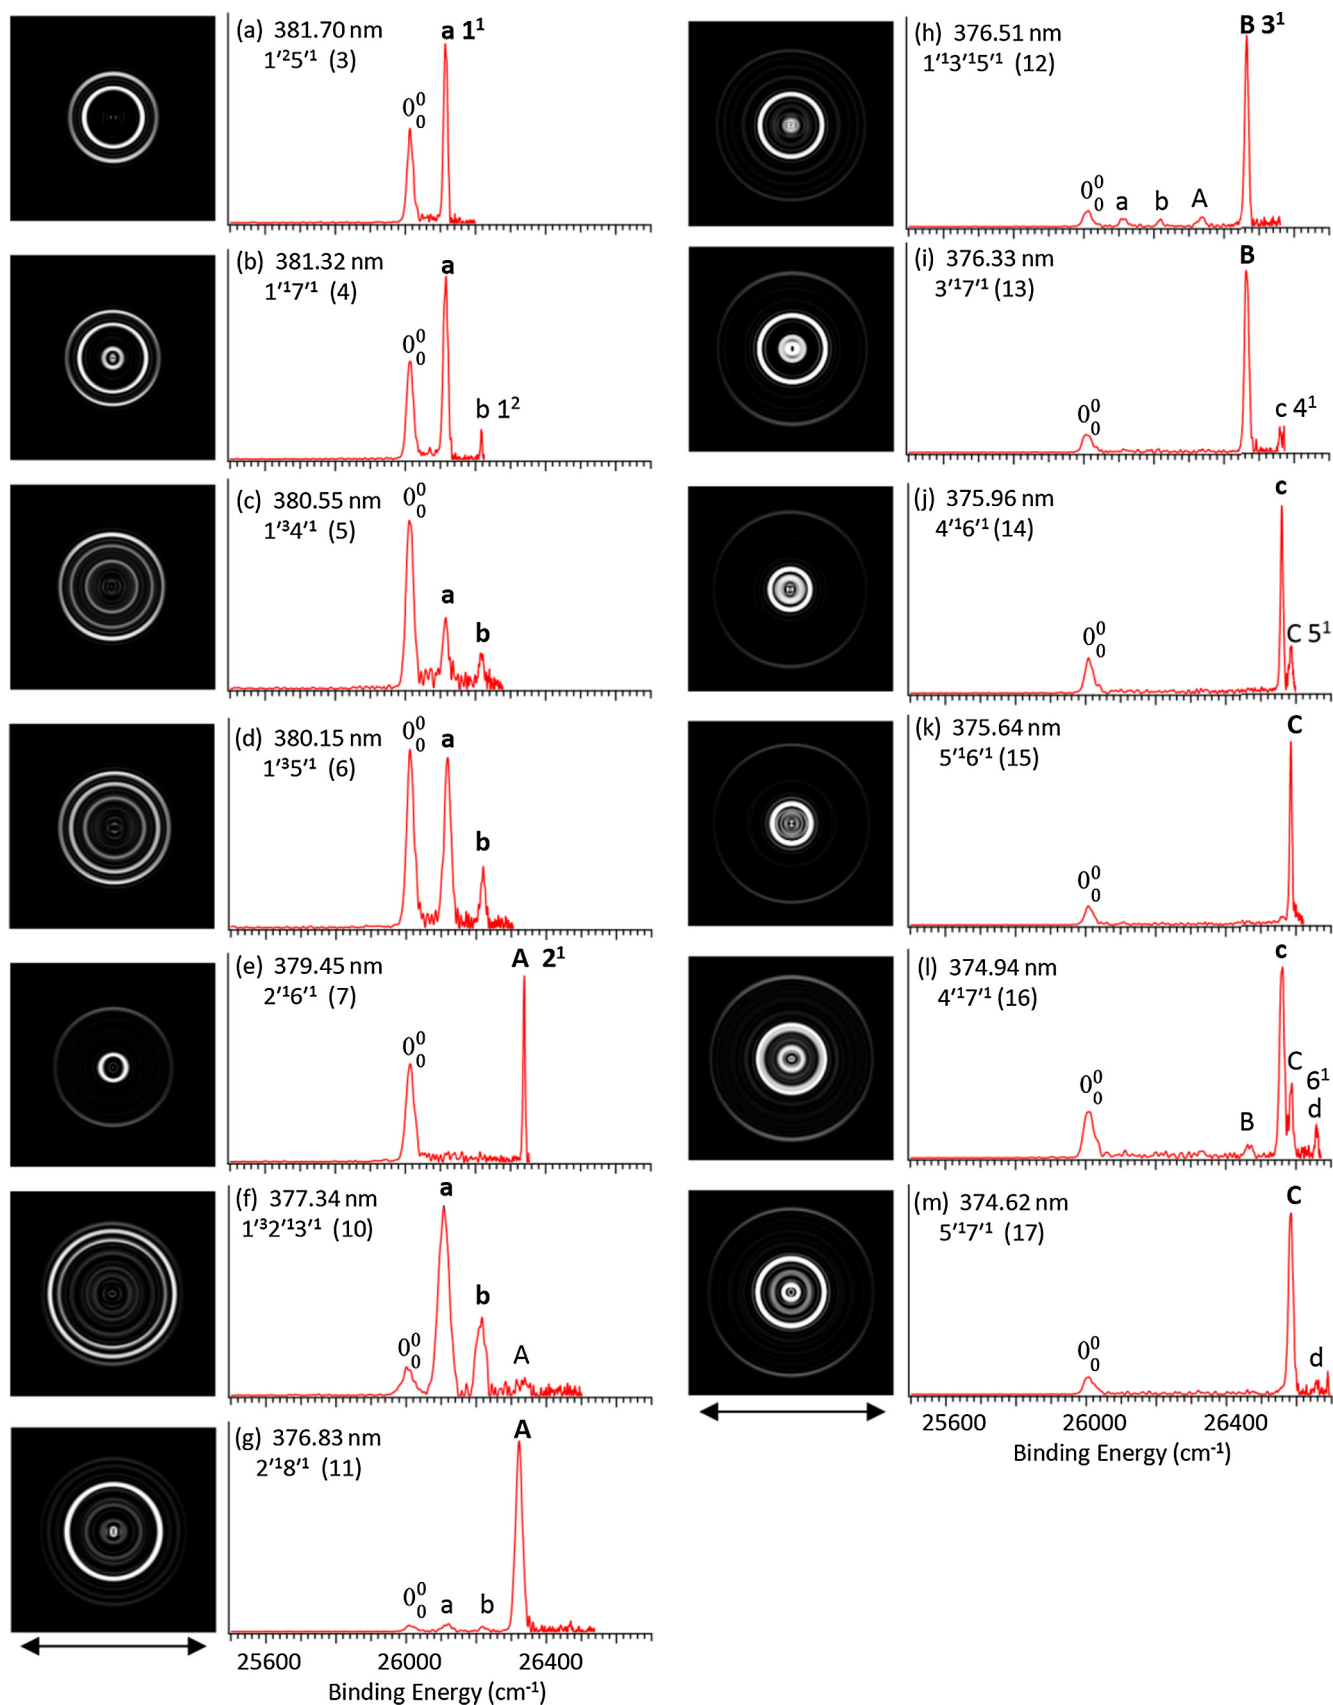 (a) 381.70 nm
1′²5′¹ (3)
0⁰₀
a 1¹
(b) 381.32 nm
1′¹7′¹ (4)
0⁰₀
a
b 1²
(c) 380.55 nm
1′³4′¹ (5)
0⁰₀
a
b
(d) 380.15 nm
1′³5′¹ (6)
0⁰₀
a
b
(e) 379.45 nm
2′¹6′¹ (7)
0⁰₀
A 2¹
(f) 377.34 nm
1′³2′¹3′¹ (10)
0⁰₀
a
b
A
(g) 376.83 nm
2′¹8′¹ (11)
0⁰₀
a
b
A
25600 26000 26400
Binding Energy (cm⁻¹)
(h) 376.51 nm
1′¹3′¹5′¹ (12)
0⁰₀
a
b
A
B 3¹
(i) 376.33 nm
3′¹7′¹ (13)
0⁰₀
B
c 4¹
(j) 375.96 nm
4′¹6′¹ (14)
0⁰₀
c
C 5¹
(k) 375.64 nm
5′¹6′¹ (15)
0⁰₀
C
(l) 374.94 nm
4′¹7′¹ (16)
0⁰₀
B
c
C
6¹
d
(m) 374.62 nm
5′¹7′¹ (17)
0⁰₀
C
d
25600 26000 26400
Binding Energy (cm⁻¹)